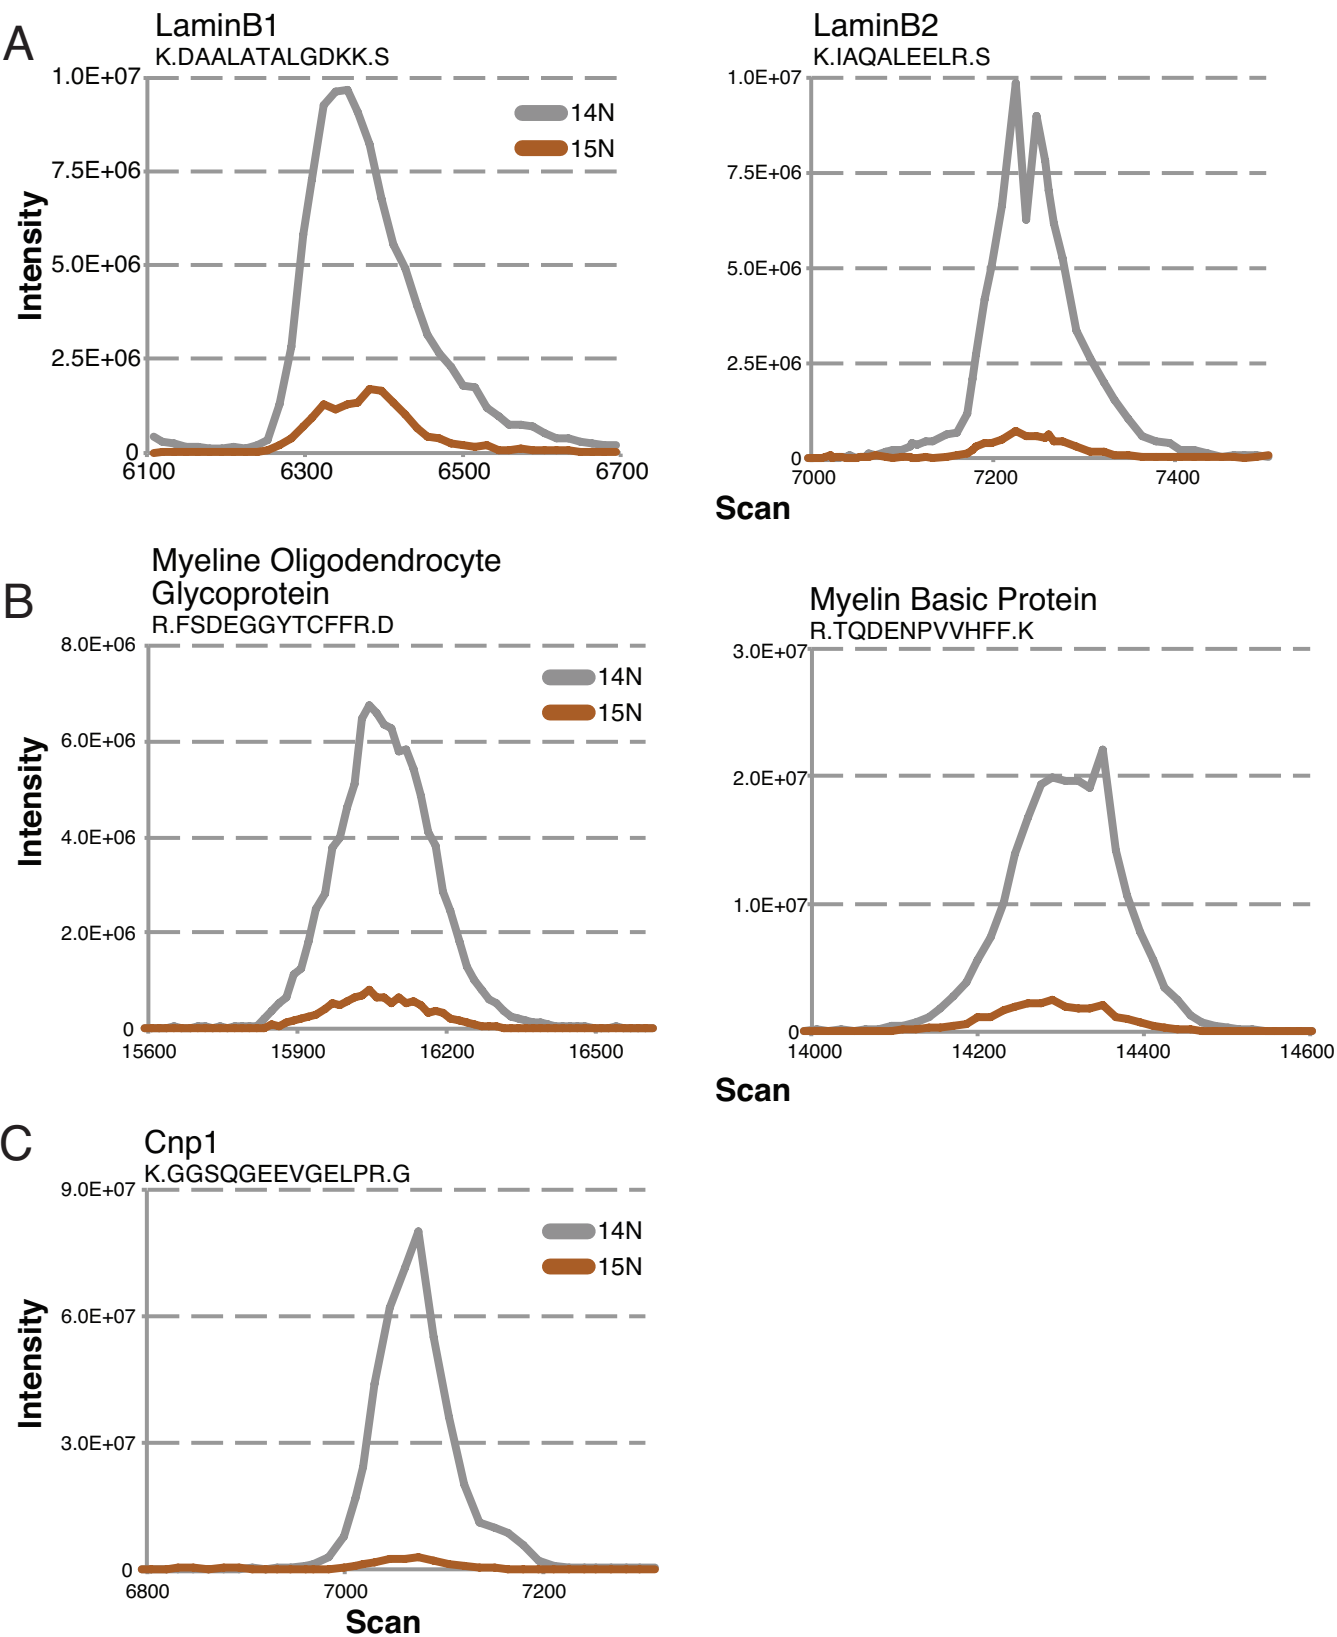 A
LaminB1
K.DAALATALGDKK.S
1.0E+07
7.5E+06
5.0E+06
2.5E+06
0
Intensity
14N
15N
6100
6300
6500
6700
LaminB2
K.IAQALEELR.S
1.0E+07
7.5E+06
5.0E+06
2.5E+06
0
7000
7200
7400
Scan
B
Myeline Oligodendrocyte
Glycoprotein
R.FSDEGGYTCFFR.D
8.0E+06
6.0E+06
4.0E+06
2.0E+06
0
Intensity
14N
15N
15600
15900
16200
16500
Myelin Basic Protein
R.TQDENPVVHFF.K
3.0E+07
2.0E+07
1.0E+07
0
14000
14200
14400
14600
Scan
C
Cnp1
K.GGSQGEEVGELPR.G
9.0E+07
6.0E+07
3.0E+07
0
Intensity
14N
15N
6800
7000
7200
Scan